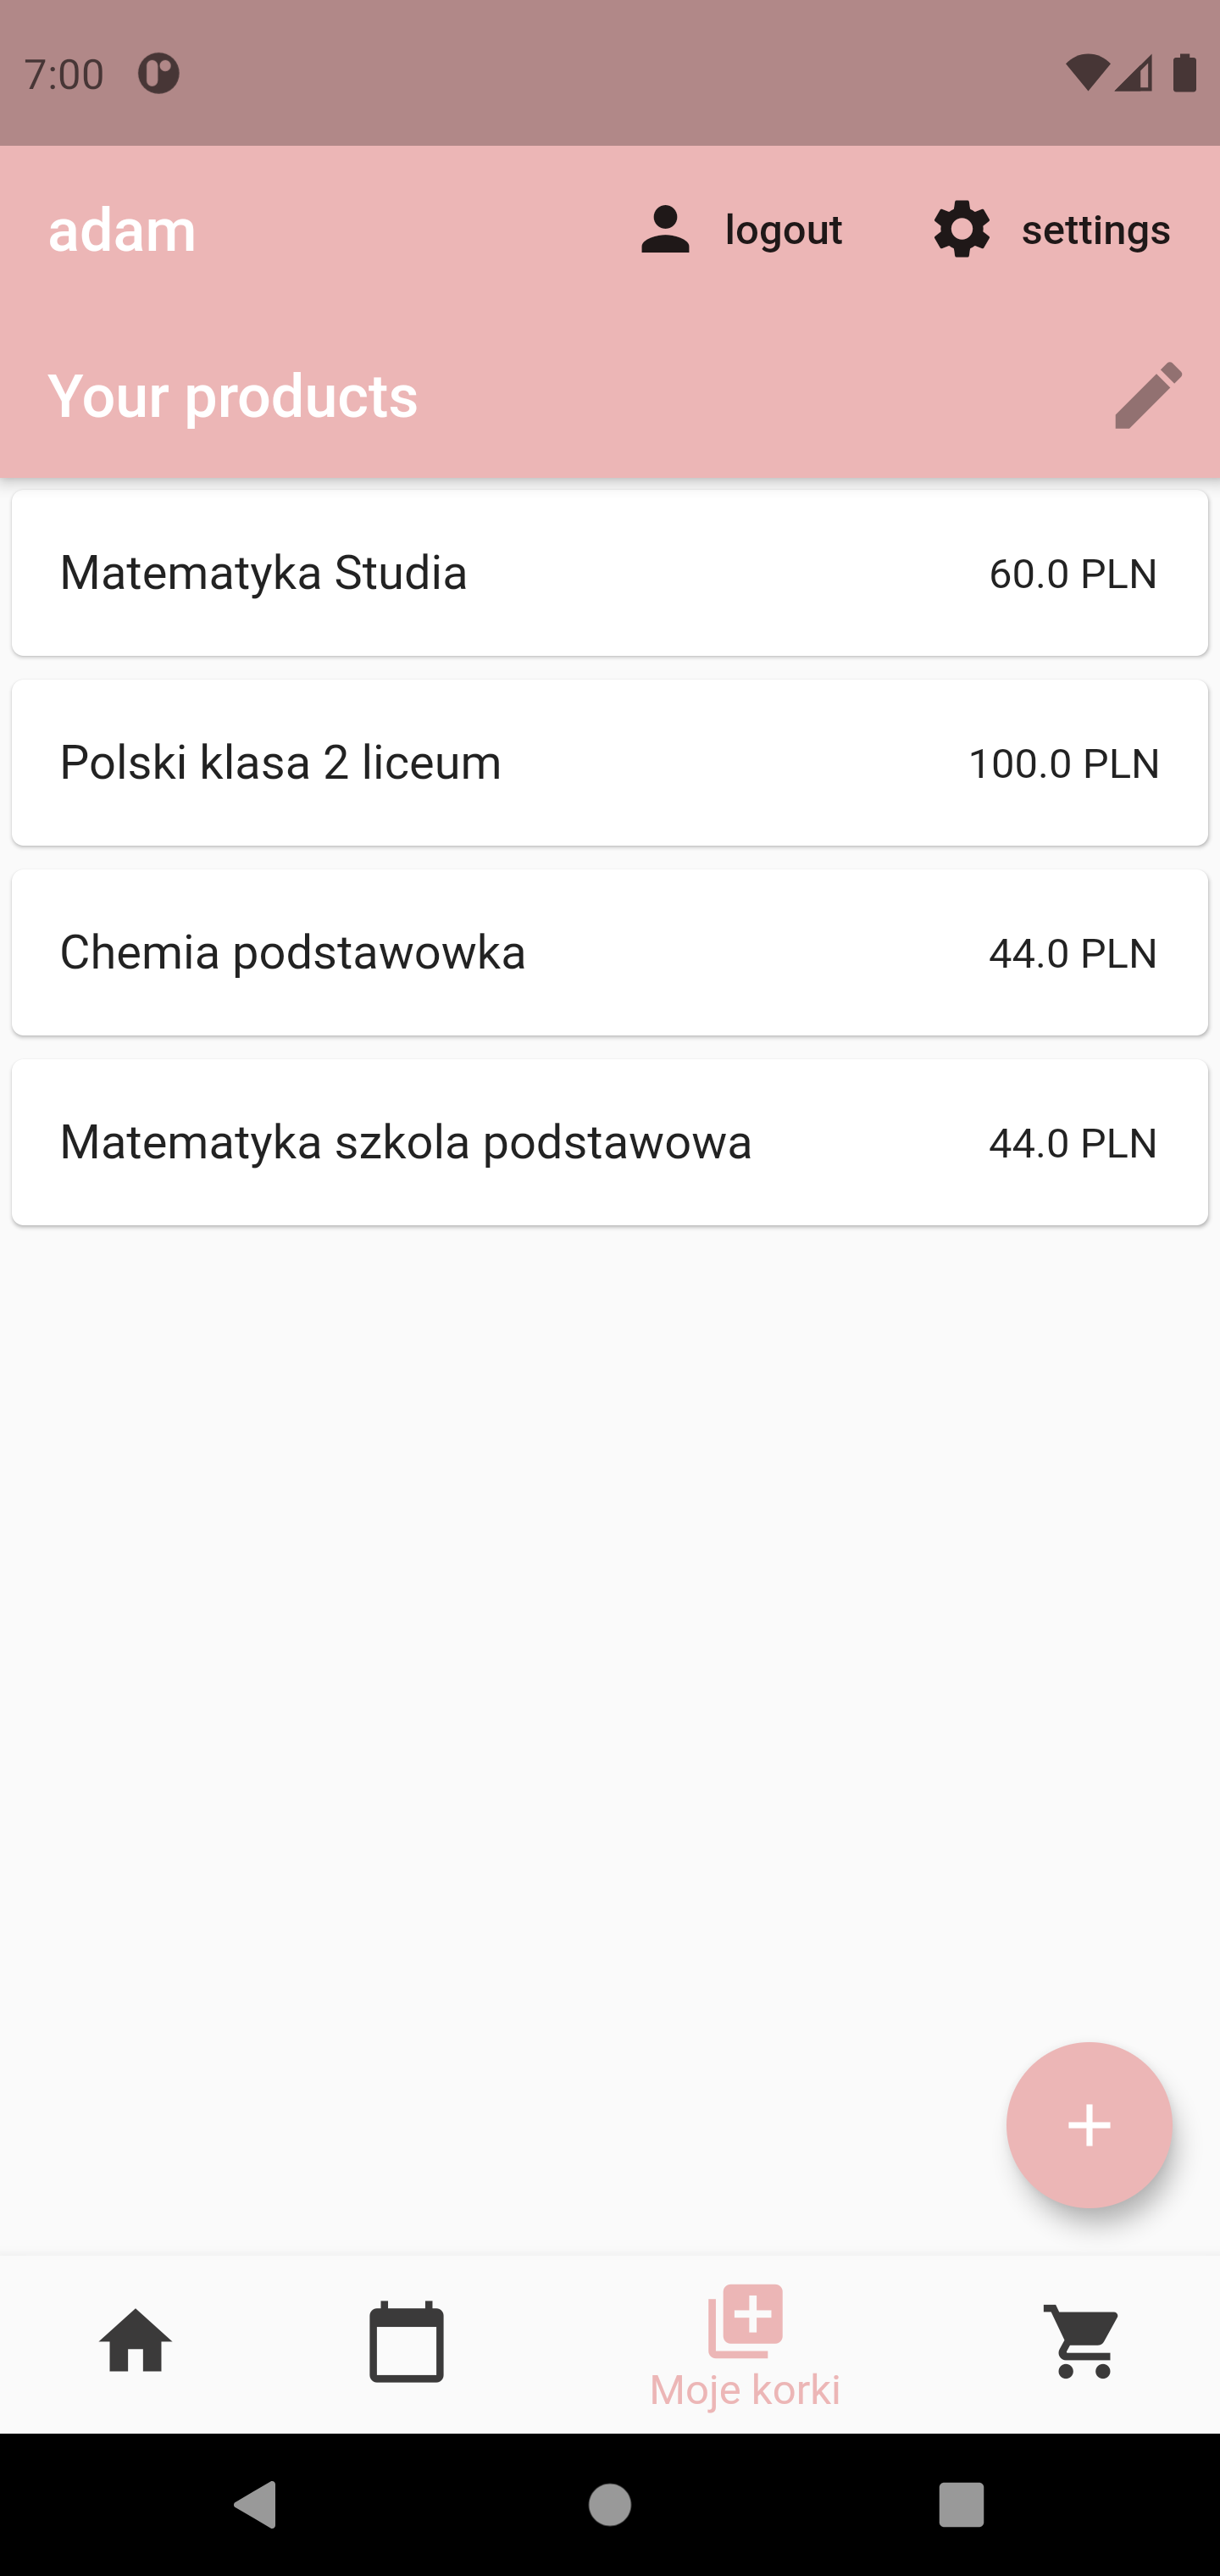 7:00
adam logout settings
Your products
Matematyka Studia 60.0 PLN
Polski klasa 2 liceum 100.0 PLN
Chemia podstawowka 44.0 PLN
Matematyka szkola podstawowa 44.0 PLN
Moje korki